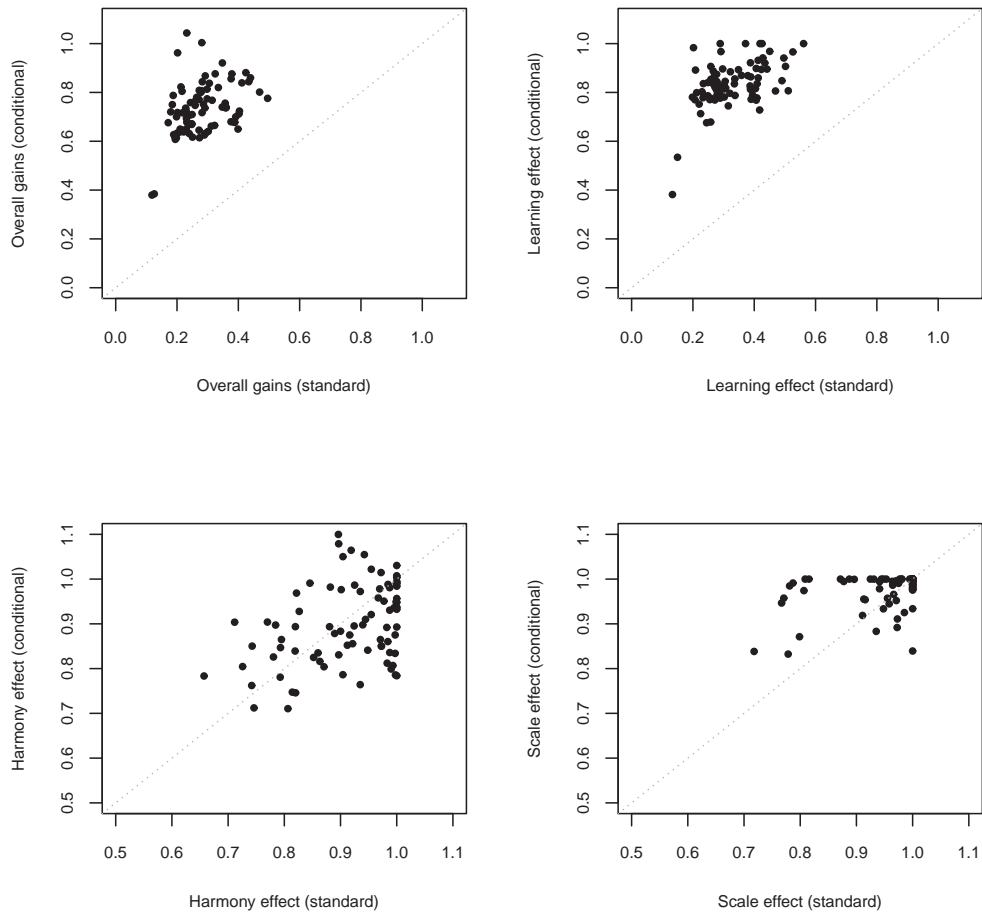 Overall gains (conditional)
0.0 0.2 0.4 0.6 0.8 1.0
0.0 0.2 0.4 0.6 0.8 1.0
Overall gains (standard)
Learning effect (conditional)
0.0 0.2 0.4 0.6 0.8 1.0
0.0 0.2 0.4 0.6 0.8 1.0
Learning effect (standard)
Harmony effect (conditional)
0.5 0.6 0.7 0.8 0.9 1.0 1.1
0.5 0.6 0.7 0.8 0.9 1.0 1.1
Harmony effect (standard)
Scale effect (conditional)
0.5 0.6 0.7 0.8 0.9 1.0 1.1
0.5 0.6 0.7 0.8 0.9 1.0 1.1
Scale effect (standard)